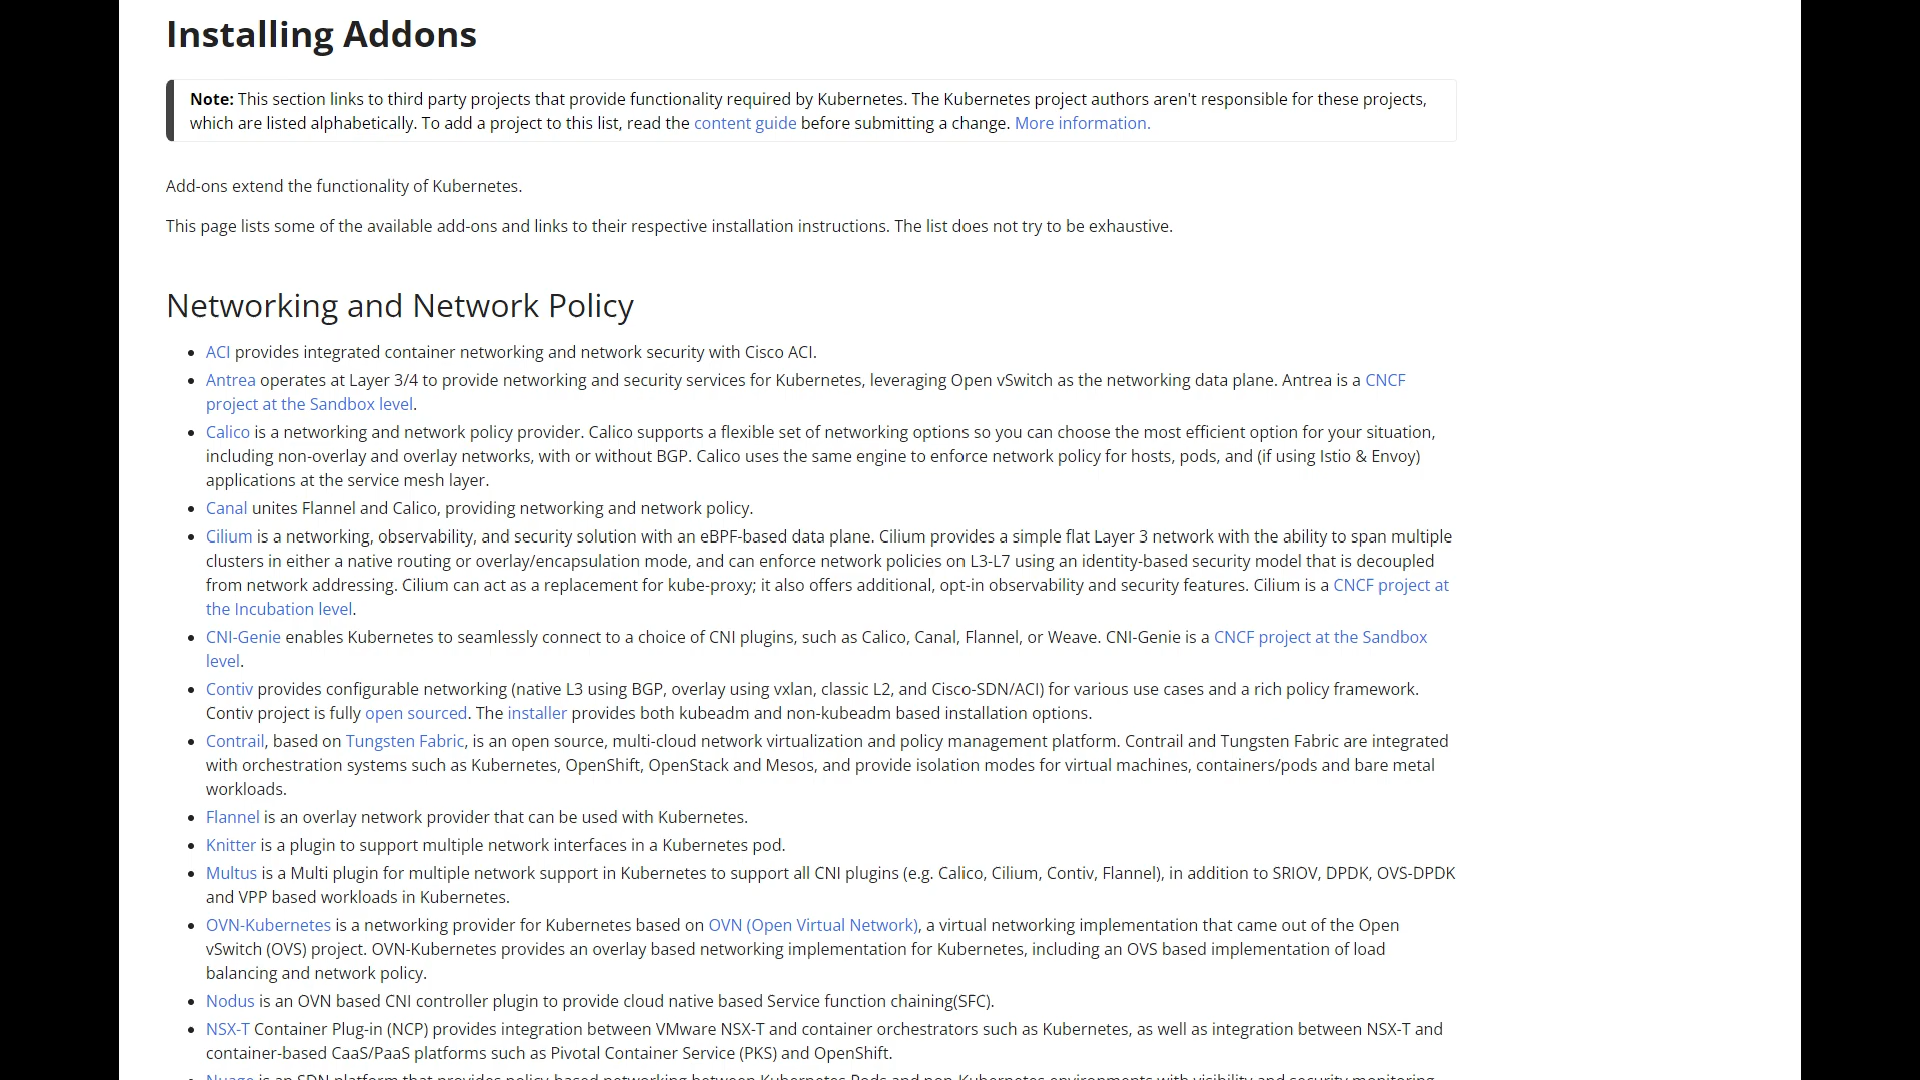 Installing Addons
Note: This section links to third party projects that provide functionality required by Kubernetes. The Kubernetes project authors aren't responsible for these projects,
which are listed alphabetically. To add a project to this list, read the content guide before submitting a change. More information.
Add-ons extend the functionality of Kubernetes.
This page lists some of the available add-ons and links to their respective installation instructions. The list does not try to be exhaustive.
Networking and Network Policy
• ACI provides integrated container networking and network security with Cisco ACI.
• Antrea operates at Layer 3/4 to provide networking and security services for Kubernetes, leveraging Open vSwitch as the networking data plane. Antrea is a CNCF
project at the Sandbox level.
• Calico is a networking and network policy provider. Calico supports a flexible set of networking options so you can choose the most efficient option for your situation,
including non-overlay and overlay networks, with or without BGP. Calico uses the same engine to enforce network policy for hosts, pods, and (if using Istio & Envoy)
applications at the service mesh layer.
• Canal unites Flannel and Calico, providing networking and network policy.
• Cilium is a networking, observability, and security solution with an eBPF-based data plane. Cilium provides a simple flat Layer 3 network with the ability to span multiple
clusters in either a native routing or overlay/encapsulation mode, and can enforce network policies on L3-L7 using an identity-based security model that is decoupled
from network addressing. Cilium can act as a replacement for kube-proxy; it also offers additional, opt-in observability and security features. Cilium is a CNCF project at
the Incubation level.
• CNI-Genie enables Kubernetes to seamlessly connect to a choice of CNI plugins, such as Calico, Canal, Flannel, or Weave. CNI-Genie is a CNCF project at the Sandbox
level.
• Contiv provides configurable networking (native L3 using BGP, overlay using vxlan, classic L2, and Cisco-SDN/ACI) for various use cases and a rich policy framework.
Contiv project is fully open sourced. The installer provides both kubeadm and non-kubeadm based installation options.
• Contrail, based on Tungsten Fabric, is an open source, multi-cloud network virtualization and policy management platform. Contrail and Tungsten Fabric are integrated
with orchestration systems such as Kubernetes, OpenShift, OpenStack and Mesos, and provide isolation modes for virtual machines, containers/pods and bare metal
workloads.
• Flannel is an overlay network provider that can be used with Kubernetes.
• Knitter is a plugin to support multiple network interfaces in a Kubernetes pod.
• Multus is a Multi plugin for multiple network support in Kubernetes to support all CNI plugins (e.g. Calico, Cilium, Contiv, Flannel), in addition to SRIOV, DPDK, OVS-DPDK
and VPP based workloads in Kubernetes.
• OVN-Kubernetes is a networking provider for Kubernetes based on OVN (Open Virtual Network), a virtual networking implementation that came out of the Open
vSwitch (OVS) project. OVN-Kubernetes provides an overlay based networking implementation for Kubernetes, including an OVS based implementation of load
balancing and network policy.
• Nodus is an OVN based CNI controller plugin to provide cloud native based Service function chaining(SFC).
• NSX-T Container Plug-in (NCP) provides integration between VMware NSX-T and container orchestrators such as Kubernetes, as well as integration between NSX-T and
container-based CaaS/PaaS platforms such as Pivotal Container Service (PKS) and OpenShift.
• Nuage is an SDN platform that provides policy-based networking between Kubernetes Pods and non-Kubernetes environments with visibility and security monitoring.